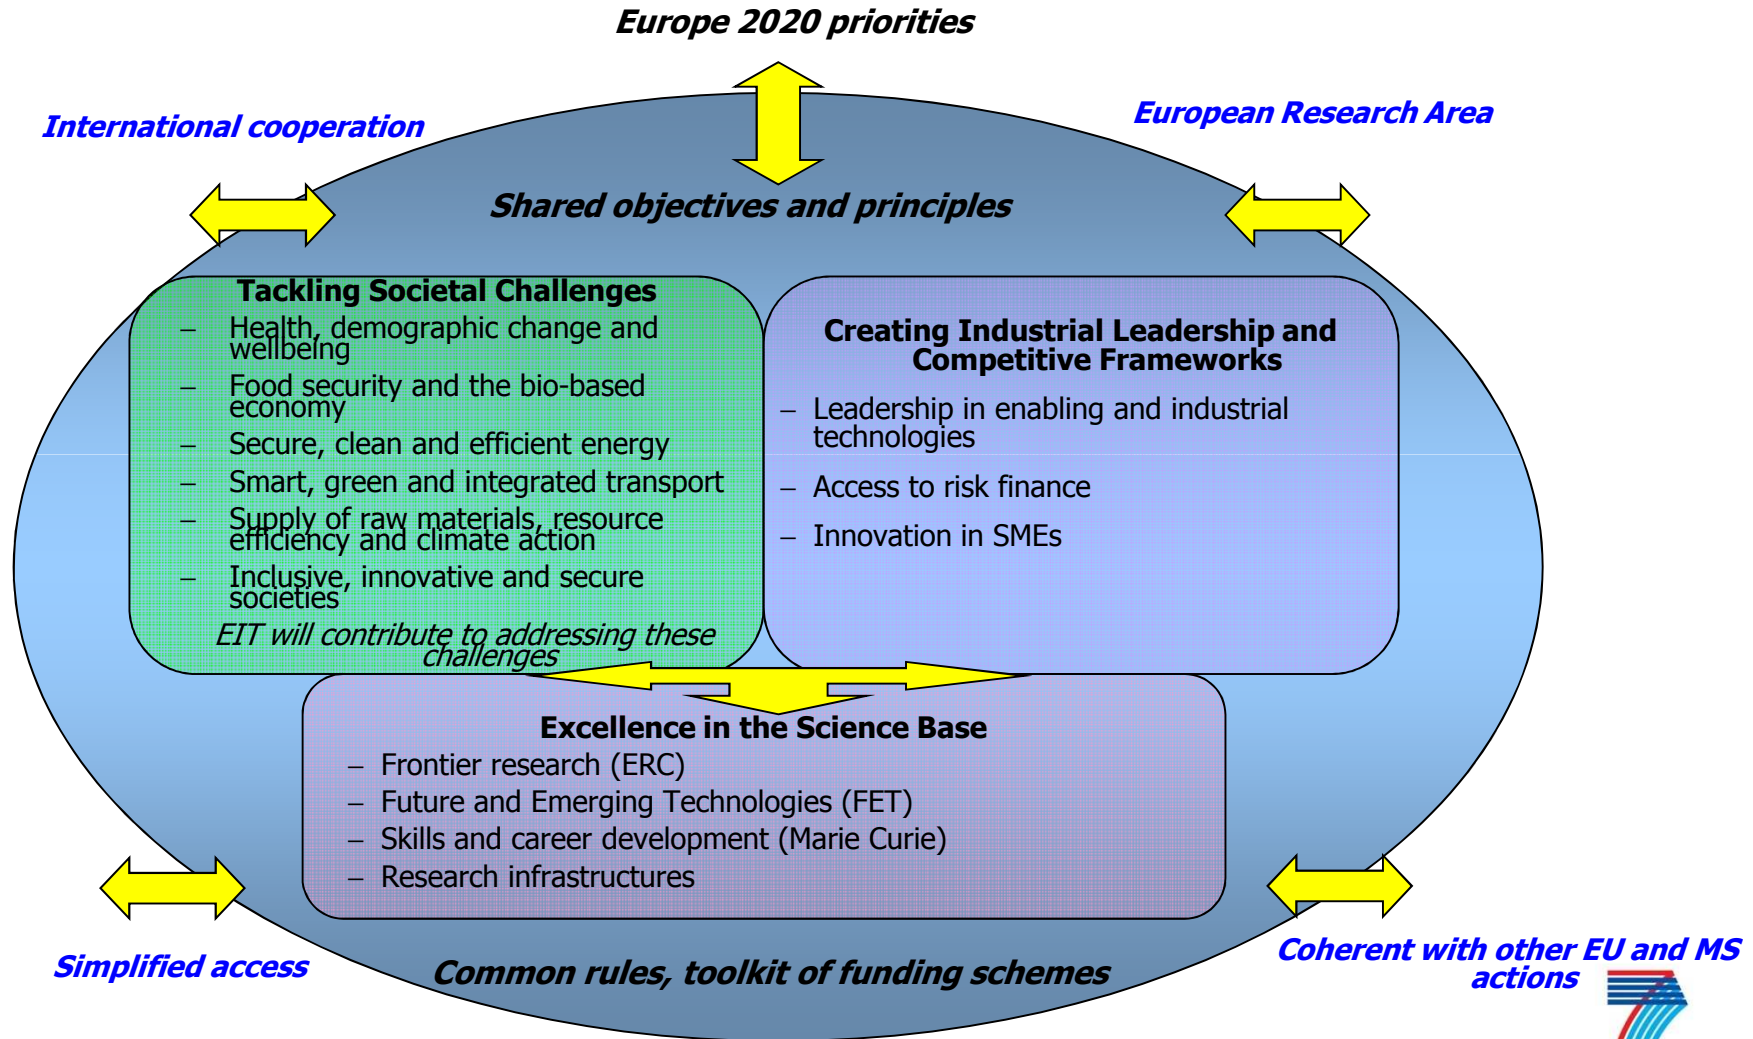 Europe 2020 priorities
International cooperation
European Research Area
Shared objectives and principles
Tackling Societal Challenges
– Health, demographic change and
wellbeing
– Food security and the bio-based
economy
– Secure, clean and efficient energy
– Smart, green and integrated transport
– Supply of raw materials, resource
efficiency and climate action
– Inclusive, innovative and secure
societies
EIT will contribute to addressing these
challenges
Creating Industrial Leadership and
Competitive Frameworks
– Leadership in enabling and industrial
technologies
– Access to risk finance
– Innovation in SMEs
Excellence in the Science Base
– Frontier research (ERC)
– Future and Emerging Technologies (FET)
– Skills and career development (Marie Curie)
– Research infrastructures
Simplified access
Common rules, toolkit of funding schemes
Coherent with other EU and MS
actions